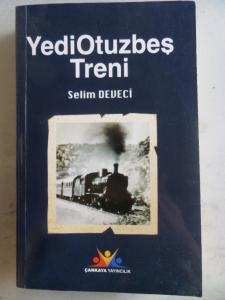 YediOtuzbeş
Treni
Selim DEVECİ
ÇANKAYA YAYINCILIK